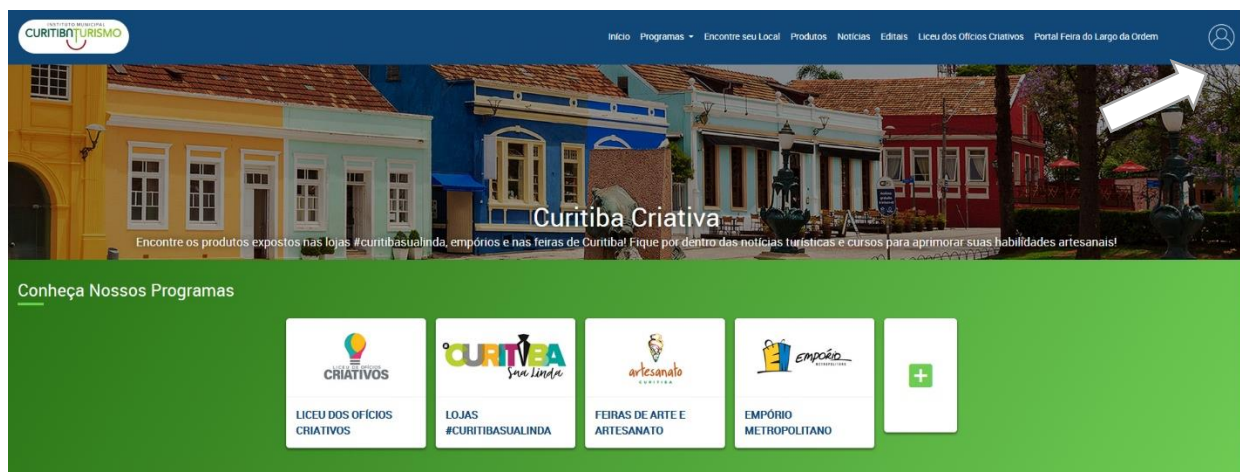 INSTITUTO MUNICIPAL
CURITIBA TURISMO
Início Programas Encontre seu Local Produtos Notícias Editais Liceu dos Ofícios Criativos Portal Feira do Largo da Ordem
Curitiba Criativa
Encontre os produtos expostos nas lojas #curitibasualinda, empórios e nas feiras de Curitiba! Fique por dentro das notícias turísticas e cursos para aprimorar suas habilidades artesanais!
Conheça Nossos Programas
LICEU DE OFÍCIOS
CRIATIVOS
CURITIBA
Sua Linda
artesanato
CURITIBA
EMPÓRIO
METROPOLITANO
+
LICEU DOS OFÍCIOS
CRIATIVOS
LOJAS
#CURITIBASUALINDA
FEIRAS DE ARTE E
ARTESANATO
EMPÓRIO
METROPOLITANO